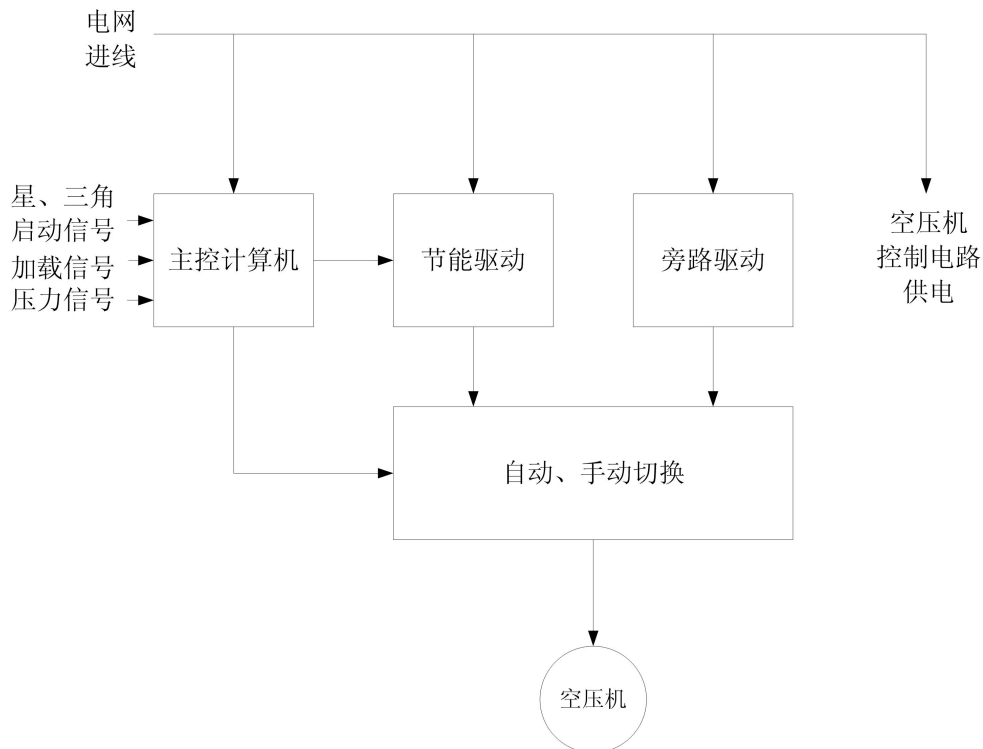 电网
进线
星、三角
启动信号
加载信号
压力信号
主控计算机
节能驱动
旁路驱动
空压机
控制电路
供电
自动、手动切换
空压机